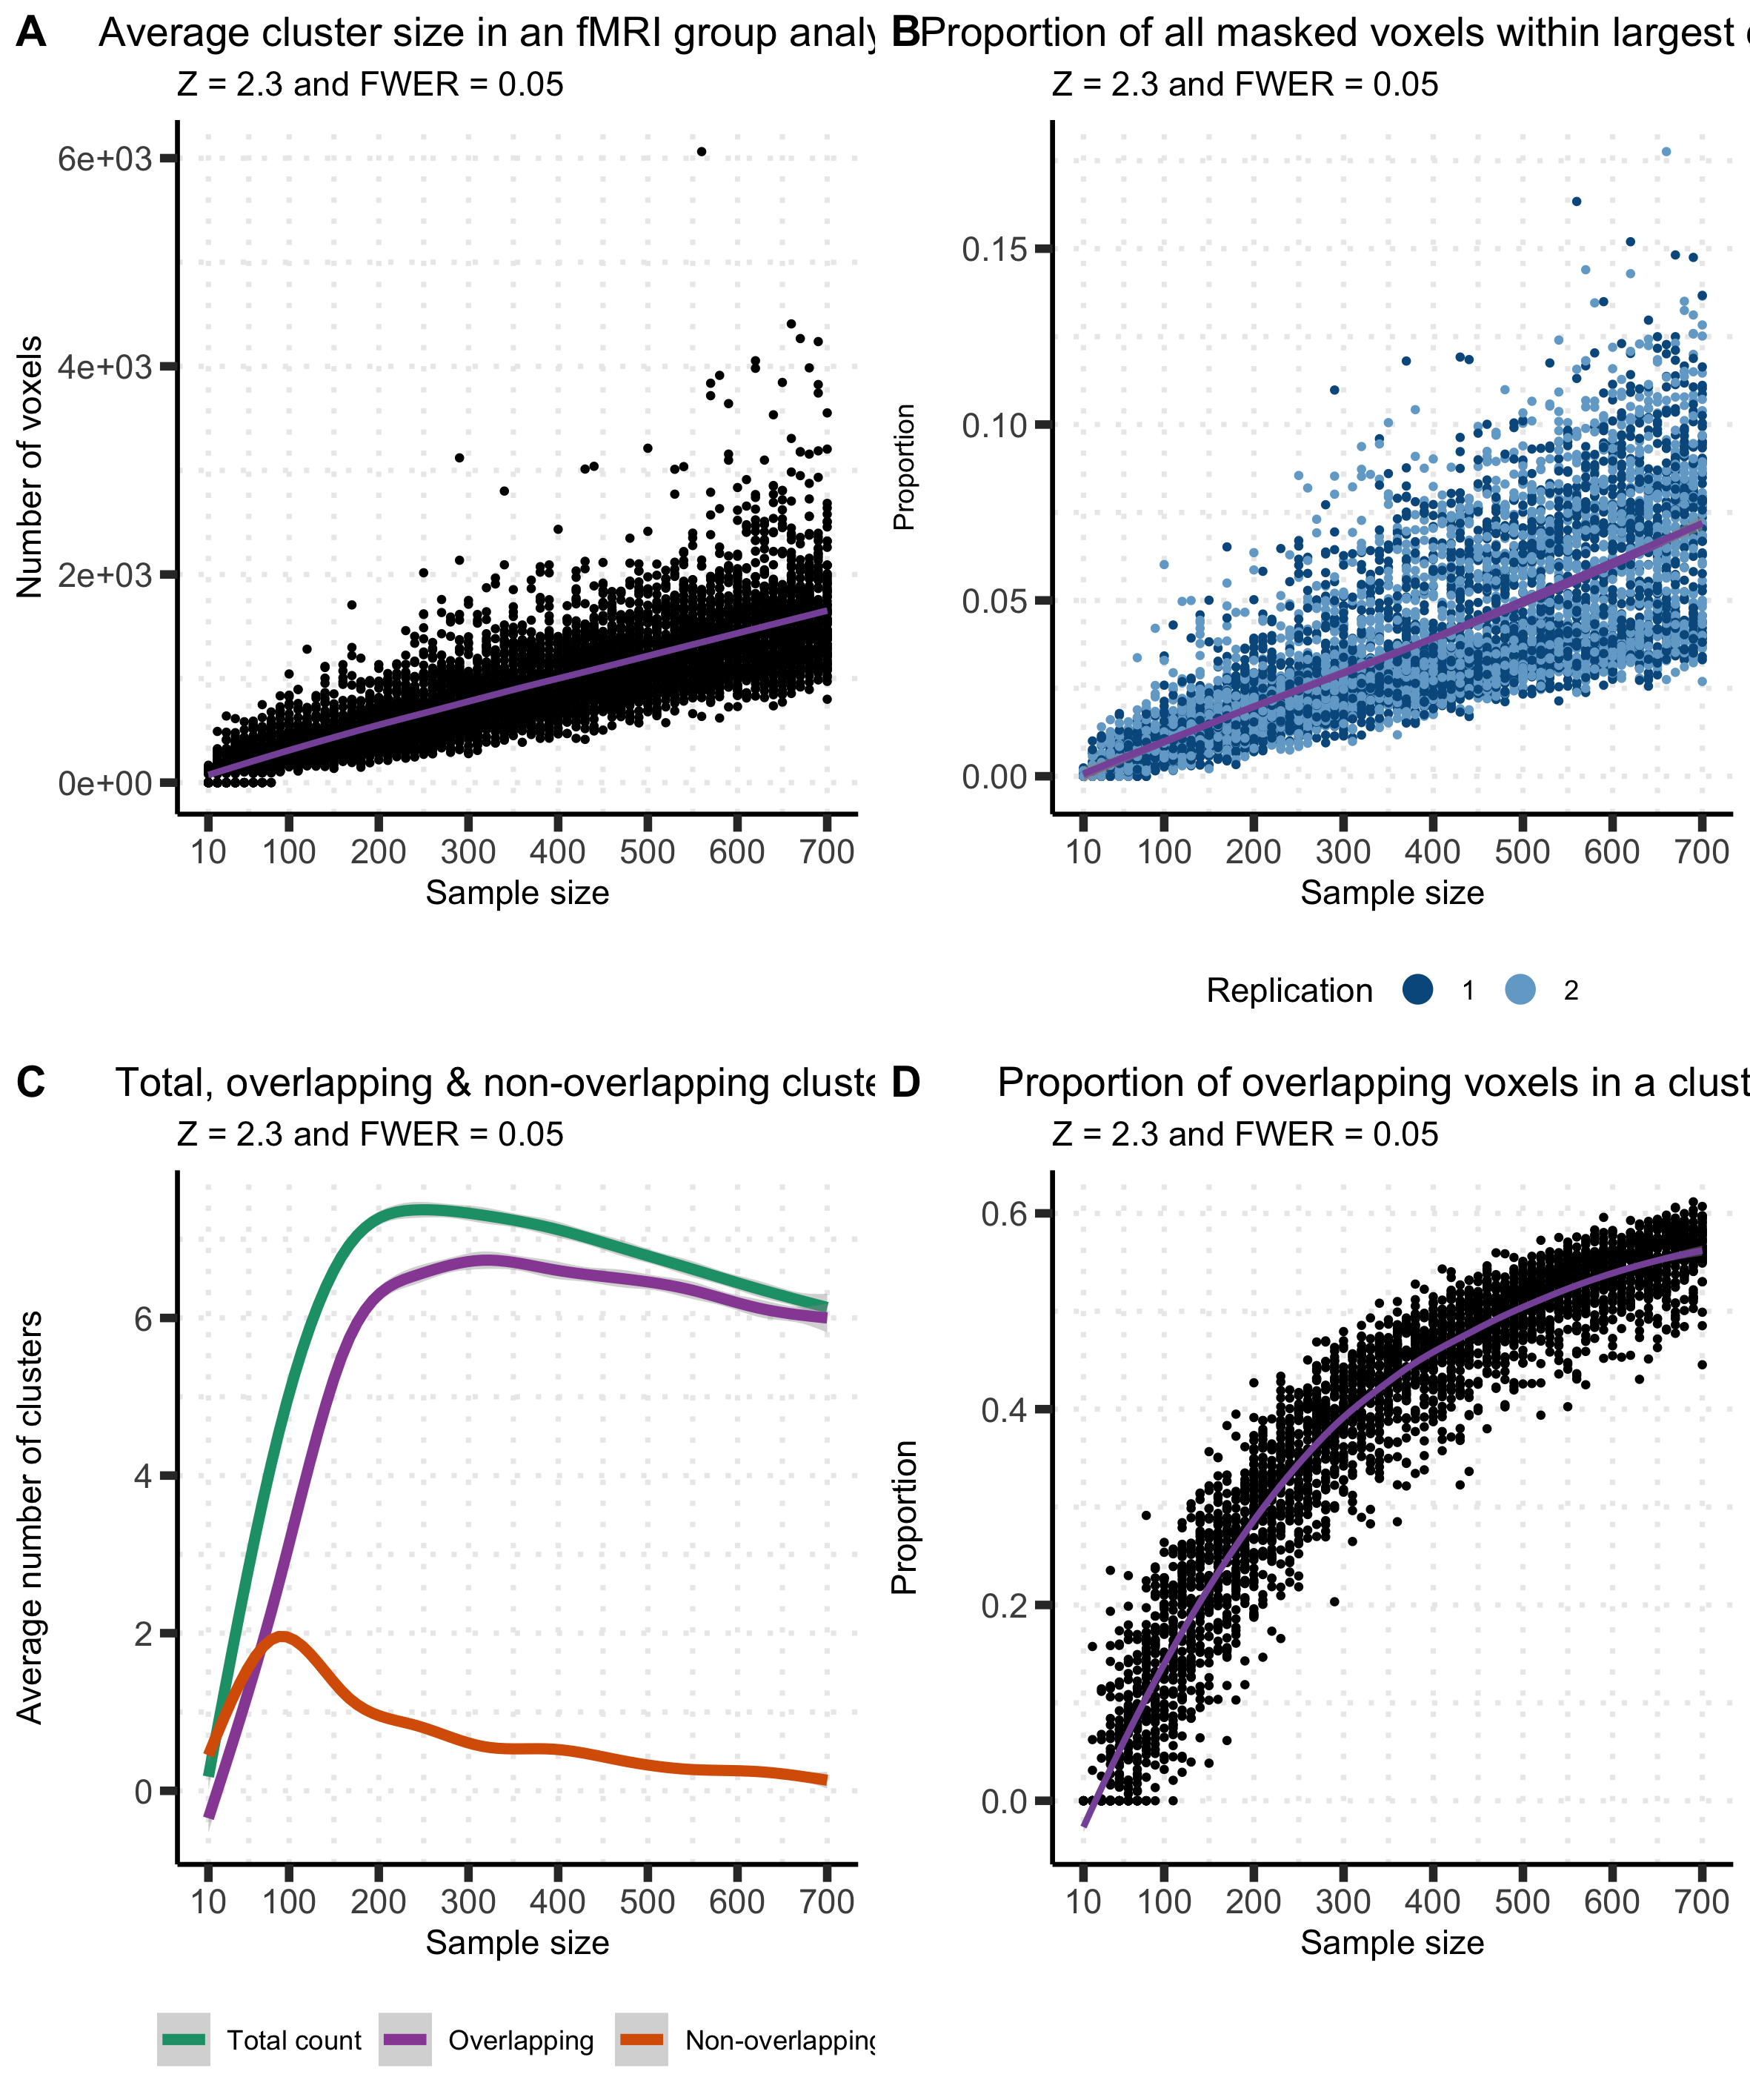 A
Average cluster size in an fMRI group analy
Z = 2.3 and FWER = 0.05
Number of voxels
6e+03
4e+03
2e+03
0e+00
10 100 200 300 400 500 600 700
Sample size
B
Proportion of all masked voxels within largest
Z = 2.3 and FWER = 0.05
Proportion
0.15
0.10
0.05
0.00
10 100 200 300 400 500 600 700
Sample size
Replication 1 2
C
Total, overlapping & non-overlapping cluste
Z = 2.3 and FWER = 0.05
Average number of clusters
6
4
2
0
10 100 200 300 400 500 600 700
Sample size
Total count Overlapping Non-overlapping
D
Proportion of overlapping voxels in a clust
Z = 2.3 and FWER = 0.05
Proportion
0.6
0.4
0.2
0.0
10 100 200 300 400 500 600 700
Sample size